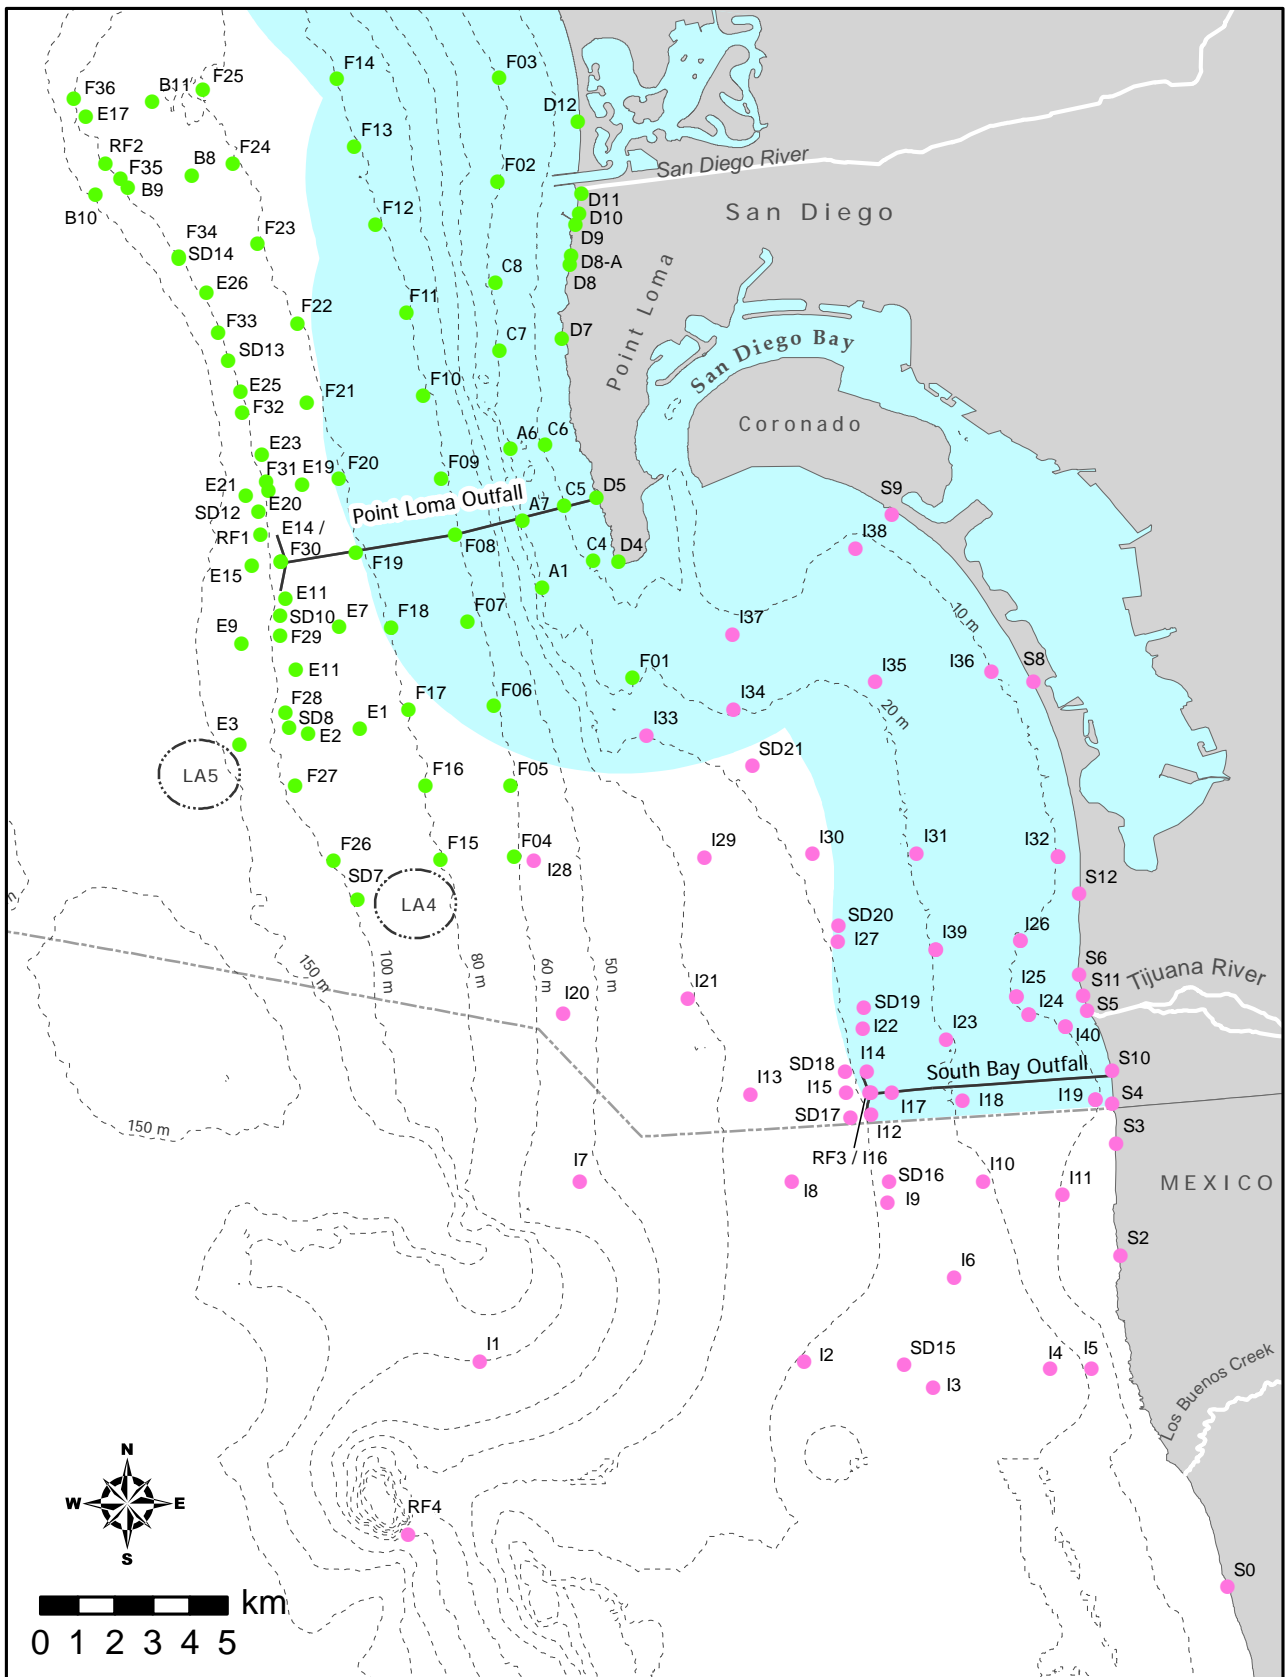 F36
E17
B11
F25
F14
F03
D12
RF2
F35
B9
B10
B8
F24
F13
F02
San Diego River
San Diego
D11
D10
D9
D8-A
D8
F34
SD14
F23
F12
E26
C8
F33
F22
F11
SD13
C7
D7
Point Loma
San Diego Bay
Coronado
E25
F32
F21
F10
E23
F31
E19
F20
F09
A6
C6
E21
E20
SD12
RF1
E14 /
F30
Point Loma Outfall
A7
C5
D5
S9
E15
F19
F08
C4
D4
I38
E11
A1
SD10
F29
E7
F18
F07
E9
I37
10 m
E11
F01
I35
I36
S8
F28
SD8
E2
E1
F17
F06
I33
I34
20 m
E3
LA5
F27
F16
F05
SD21
F26
F15
F04
I28
I29
I30
I31
I32
SD7
LA4
S12
m
150 m
100 m
80 m
60 m
50 m
SD20
I27
I39
I26
S6
S11
S5
Tijuana River
I20
I21
SD19
I22
I23
I25
I24
I40
SD18
I14
South Bay Outfall
S10
I13
I15
I17
I18
I19
S4
150 m
SD17
I12
S3
RF3 / I16
I7
I8
SD16
I9
I10
I11
MEXICO
S2
I6
I1
I2
SD15
I3
I4
I5
Los Buenos Creek
N
W
E
S
RF4
S0
km
0 1 2 3 4 5